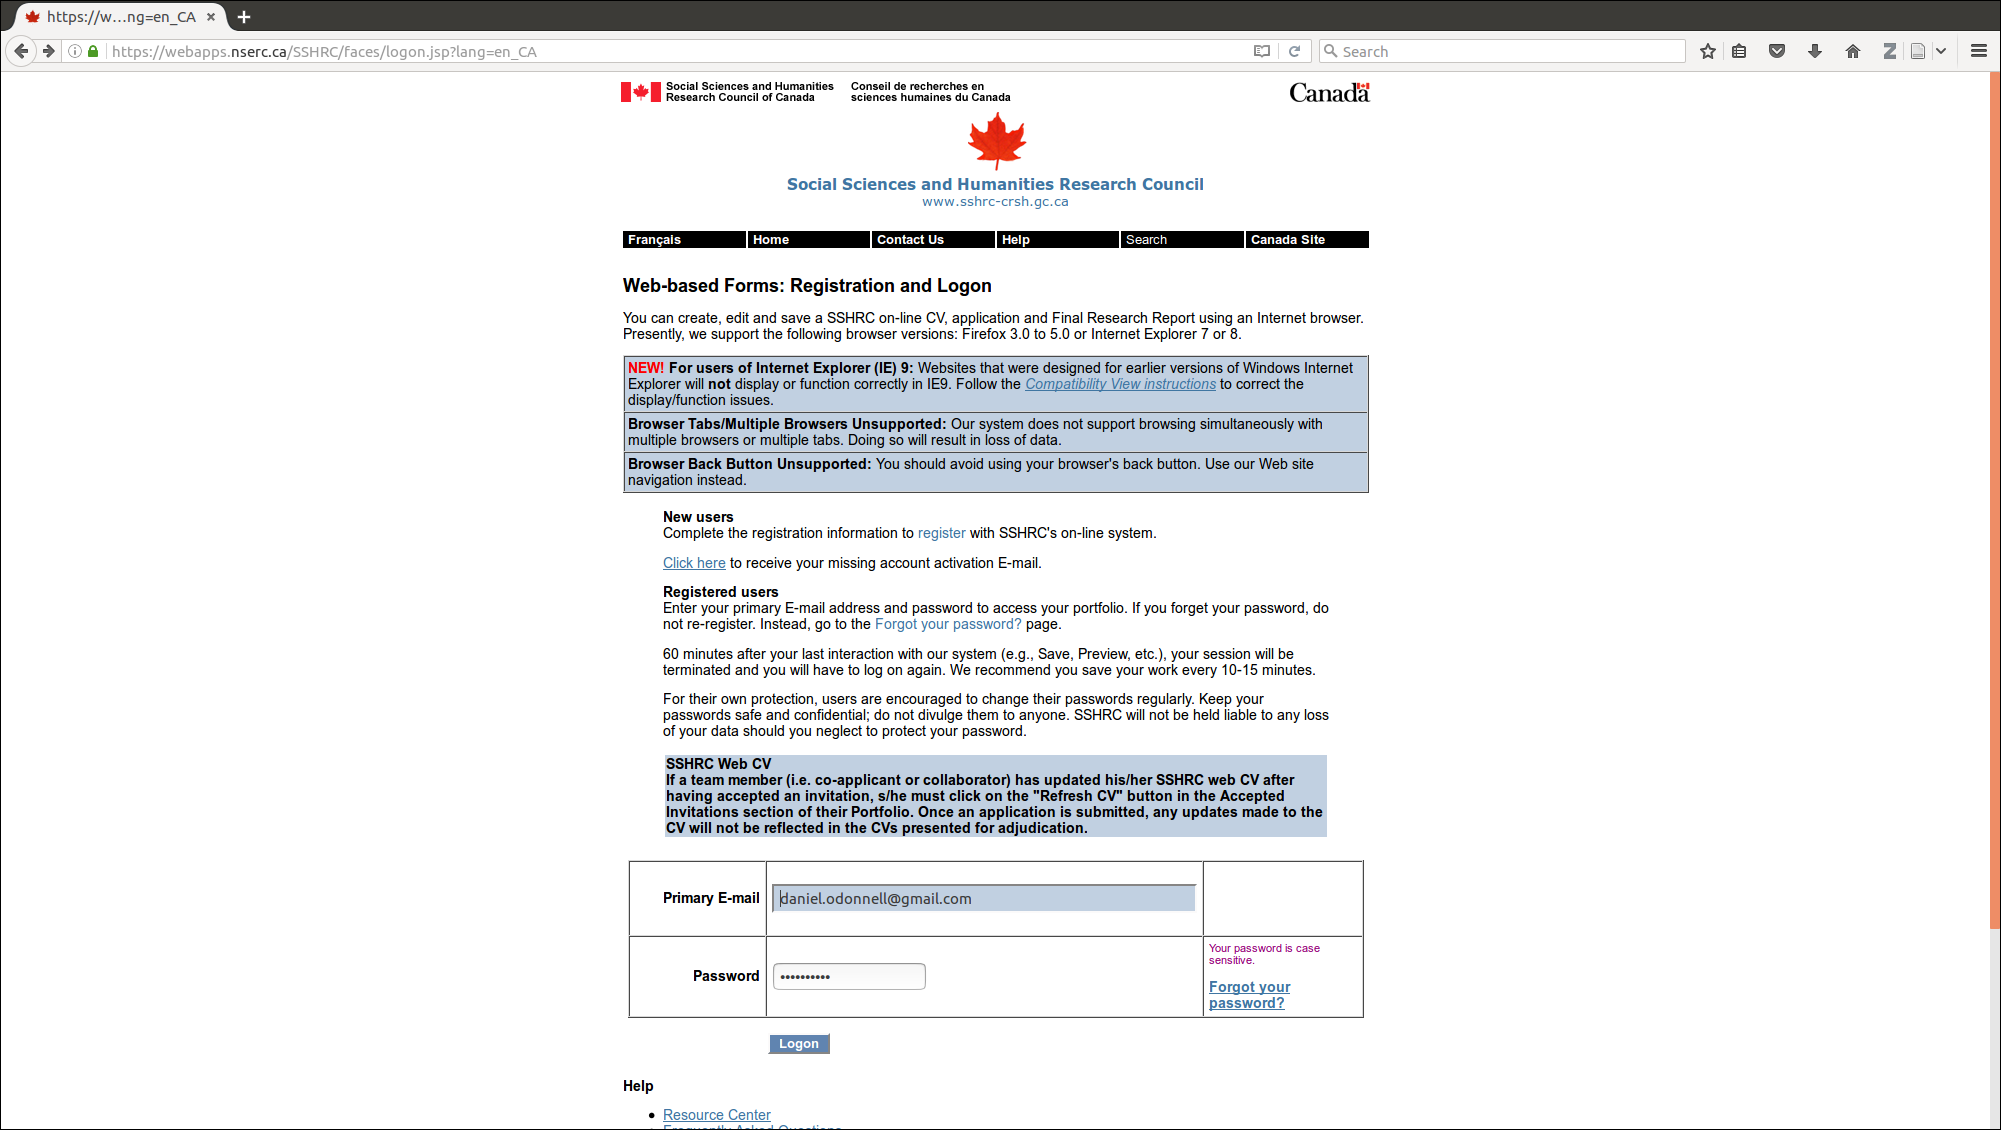 https://w...ng=en_CA
https://webapps.nserc.ca/SSHRC/faces/logon.jsp?lang=en_CA
Search
Social Sciences and Humanities
Research Council of Canada
Conseil de recherches en
sciences humaines du Canada
Canada
Social Sciences and Humanities Research Council
www.sshrc-crsh.gc.ca
Français Home Contact Us Help Search Canada Site
Web-based Forms: Registration and Logon
You can create, edit and save a SSHRC on-line CV, application and Final Research Report using an Internet browser.
Presently, we support the following browser versions: Firefox 3.0 to 5.0 or Internet Explorer 7 or 8.
NEW! For users of Internet Explorer (IE) 9: Websites that were designed for earlier versions of Windows Internet
Explorer will not display or function correctly in IE9. Follow the Compatibility View instructions to correct the
display/function issues.
Browser Tabs/Multiple Browsers Unsupported: Our system does not support browsing simultaneously with
multiple browsers or multiple tabs. Doing so will result in loss of data.
Browser Back Button Unsupported: You should avoid using your browser's back button. Use our Web site
navigation instead.
New users
Complete the registration information to register with SSHRC's on-line system.
Click here to receive your missing account activation E-mail.
Registered users
Enter your primary E-mail address and password to access your portfolio. If you forget your password, do
not re-register. Instead, go to the Forgot your password? page.
60 minutes after your last interaction with our system (e.g., Save, Preview, etc.), your session will be
terminated and you will have to log on again. We recommend you save your work every 10-15 minutes.
For their own protection, users are encouraged to change their passwords regularly. Keep your
passwords safe and confidential; do not divulge them to anyone. SSHRC will not be held liable to any loss
of your data should you neglect to protect your password.
SSHRC Web CV
If a team member (i.e. co-applicant or collaborator) has updated his/her SSHRC web CV after
having accepted an invitation, s/he must click on the "Refresh CV" button in the Accepted
Invitations section of their Portfolio. Once an application is submitted, any updates made to the
CV will not be reflected in the CVs presented for adjudication.
Primary E-mail
daniel.odonnell@gmail.com
Password
••••••••••
Your password is case
sensitive.
Forgot your
password?
Logon
Help
• Resource Center
Frequently Asked Questions